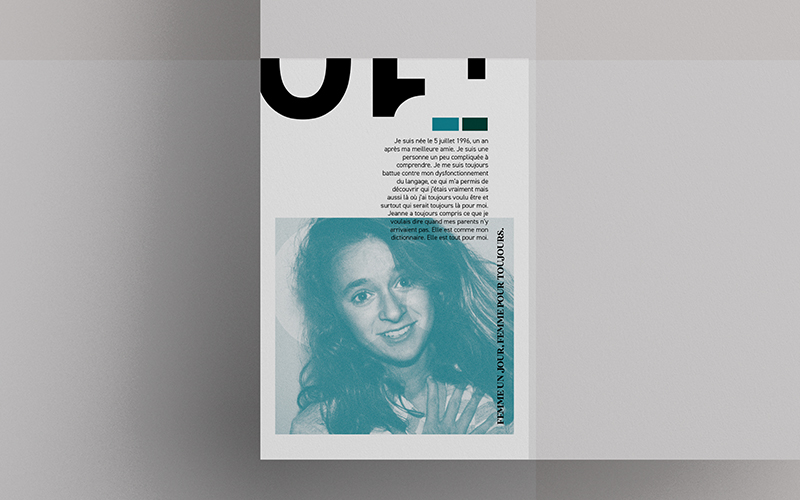 Je suis née le 5 juillet 1996, un an
après ma meilleure amie. Je suis une
personne un peu compliquée à
comprendre. Je me suis toujours
battue contre mon dysfonctionnement
du langage, ce qui m'a permis de
découvrir qui j'étais vraiment mais
aussi là où j'ai toujours voulu être et
surtout qui serait toujours là pour moi.
Jeanne a toujours compris ce que je
voulais dire quand mes parents n'y
arrivaient pas. Elle est comme mon
dictionnaire. Elle est tout pour moi.
FEMME UN JOUR, FEMME POUR TOUJOURS.